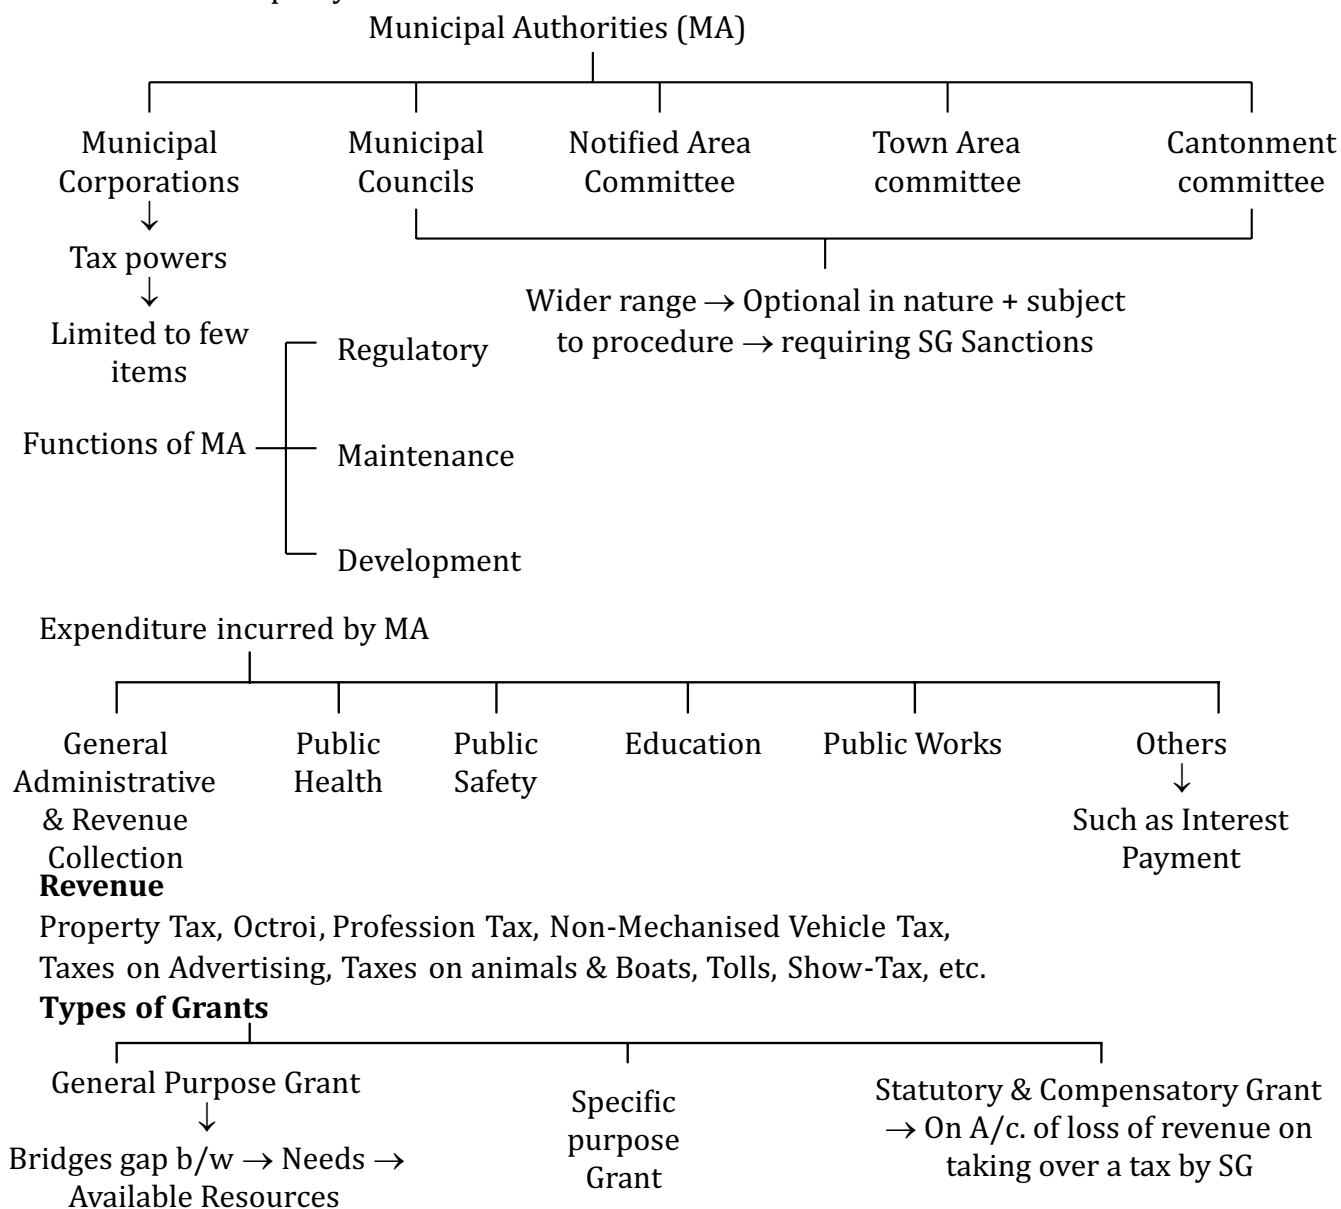 Municipal Authorities (MA)
Municipal
Corporations
↓
Tax powers
↓
Limited to few
items
Municipal
Councils
Notified Area
Committee
Town Area
committee
Cantonment
committee
Wider range → Optional in nature + subject
to procedure → requiring SG Sanctions
Functions of MA
Regulatory
Maintenance
Development
Expenditure incurred by MA
General
Administrative
& Revenue
Collection
Public
Health
Public
Safety
Education
Public Works
Others
↓
Such as Interest
Payment
Revenue
Property Tax, Octroi, Profession Tax, Non-Mechanised Vehicle Tax,
Taxes on Advertising, Taxes on animals & Boats, Tolls, Show-Tax, etc.
Types of Grants
General Purpose Grant
↓
Bridges gap b/w → Needs →
Available Resources
Specific
purpose
Grant
Statutory & Compensatory Grant
→ On A/c. of loss of revenue on
taking over a tax by SG